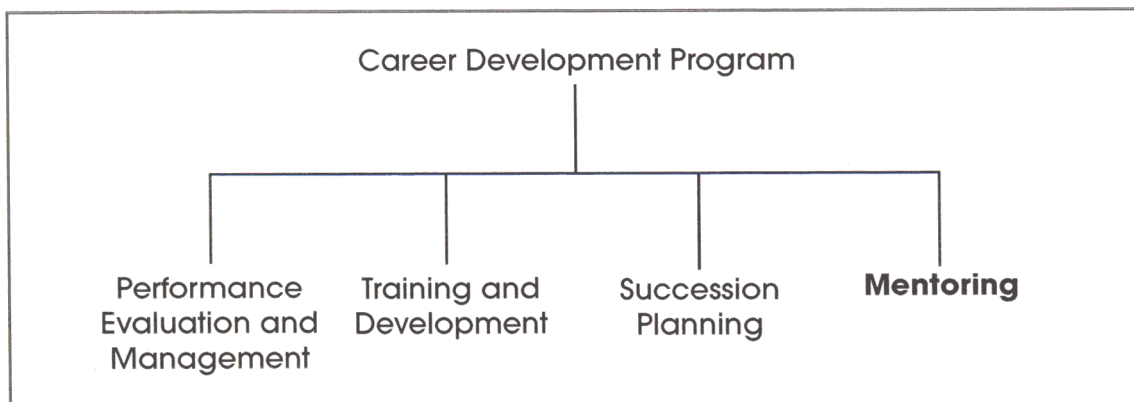 Career Development Program
Performance
Evaluation and
Management
Training and
Development
Succession
Planning
Mentoring